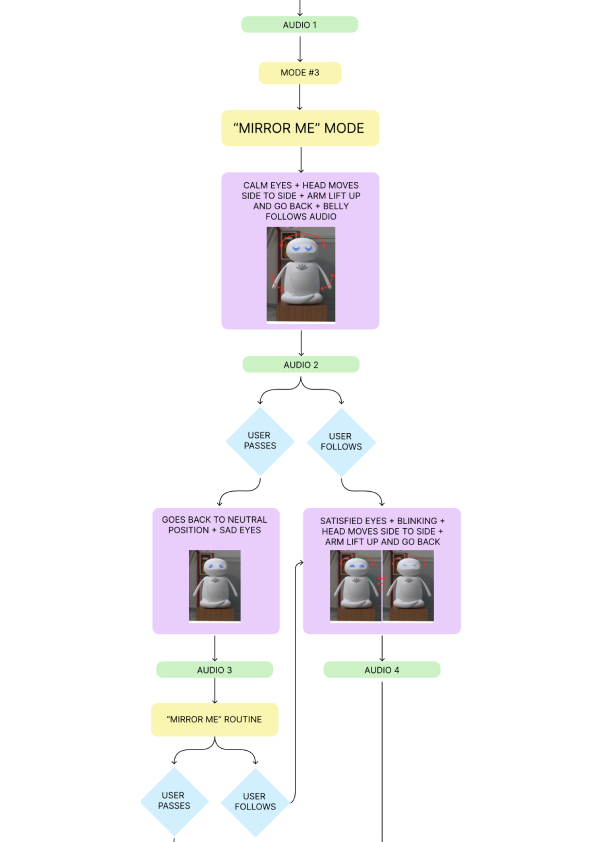 AUDIO 1
MODE #3
“MIRROR ME” MODE
CALM EYES + HEAD MOVES
SIDE TO SIDE + ARM LIFT UP
AND GO BACK + BELLY
FOLLOWS AUDIO
AUDIO 2
USER
PASSES
USER
FOLLOWS
GOES BACK TO NEUTRAL
POSITION + SAD EYES
SATISFIED EYES + BLINKING +
HEAD MOVES SIDE TO SIDE +
ARM LIFT UP AND GO BACK
AUDIO 3
AUDIO 4
“MIRROR ME” ROUTINE
USER
PASSES
USER
FOLLOWS